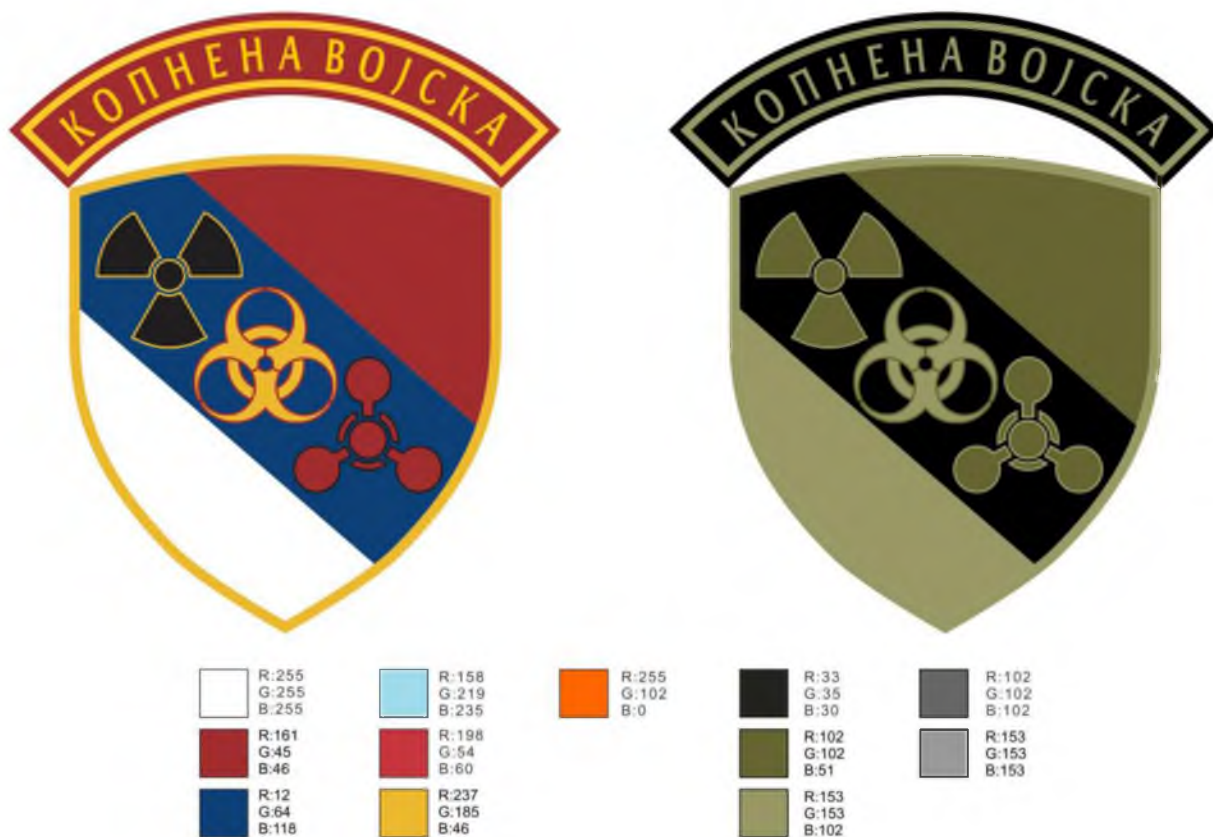 КОПНЕНА ВОЈСКА
КОПНЕНА ВОЈСКА
R:255
G:255
B:255
R:158
G:219
B:235
R:255
G:102
B:0
R:33
G:35
B:30
R:102
G:102
B:102
R:161
G:45
B:46
R:198
G:54
B:60
R:102
G:102
B:51
R:153
G:153
B:153
R:12
G:64
B:118
R:237
G:185
B:46
R:153
G:153
B:102